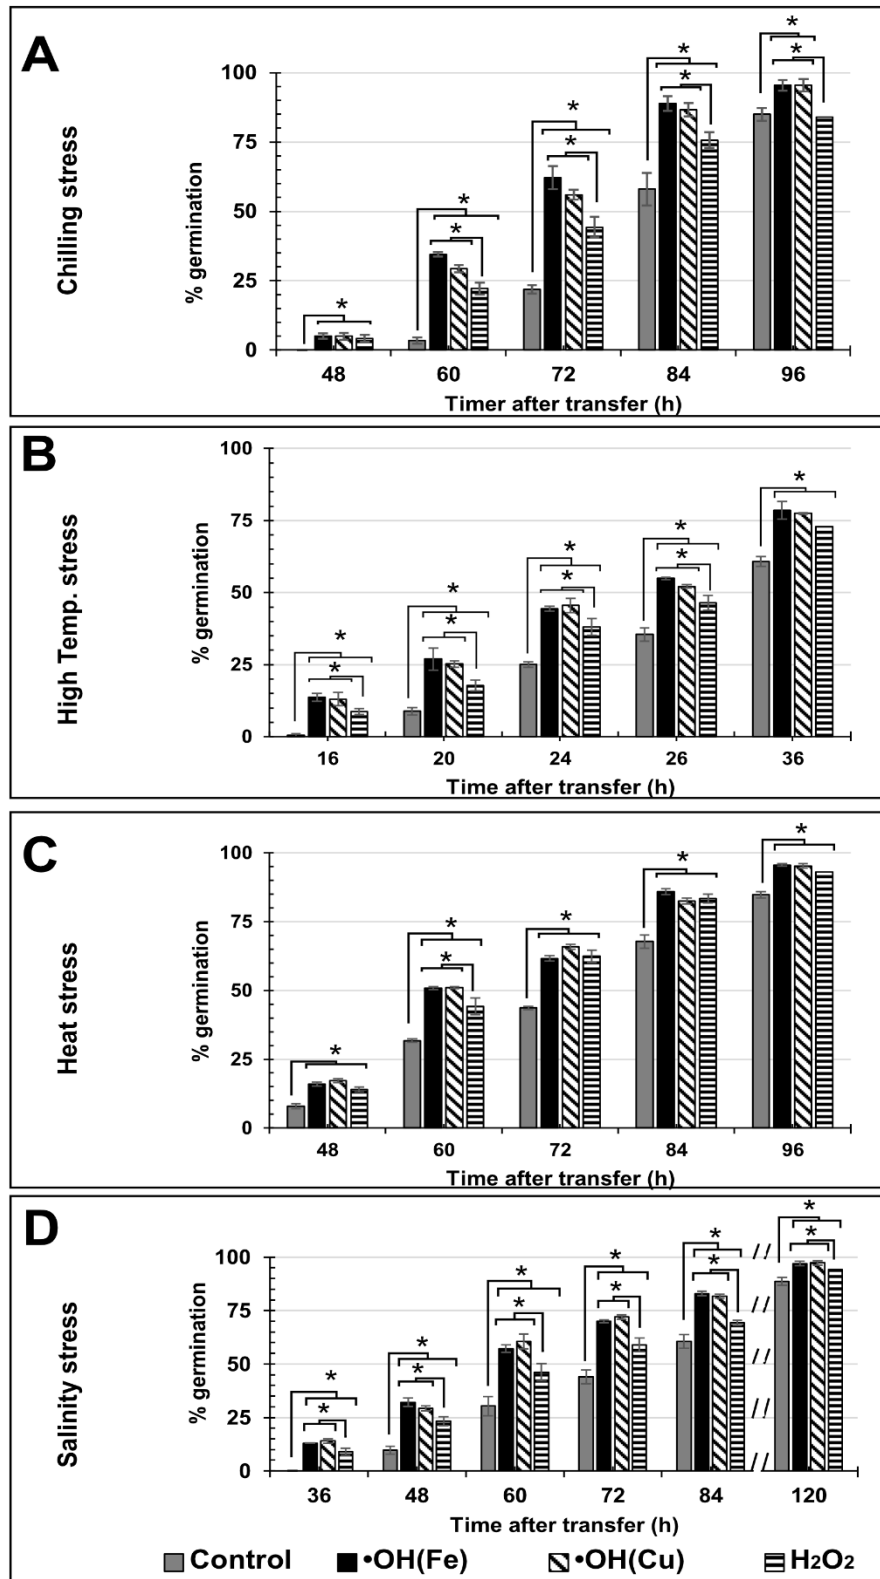 A
Chilling stress
% germination
100
75
50
25
0
* * * * * * * * *
48 60 72 84 96
Timer after transfer (h)
B
High Temp. stress
% germination
100
75
50
25
0
* * * * * * * * *
16 20 24 26 36
Time after transfer (h)
C
Heat stress
% germination
100
75
50
25
0
* * * * * *
48 60 72 84 96
Time after transfer (h)
D
Salinity stress
% germination
100
75
50
25
0
* * * * * * * * * * * *
// // // // //
36 48 60 72 84 120
Time after transfer (h)
Control •OH(Fe) •OH(Cu) H₂O₂